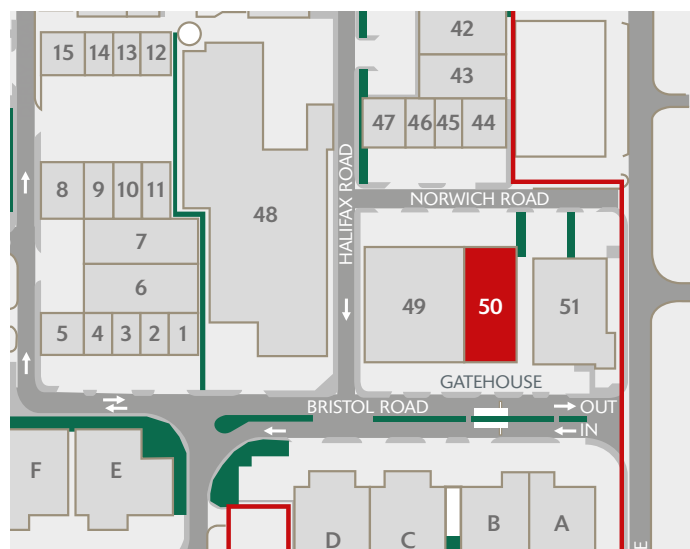 42
15 14 13 12
43
47 46 45 44
HALIFAX ROAD
8 9 10 11
NORWICH ROAD
48
7
6
49 50 51
5 4 3 2 1
GATEHOUSE
BRISTOL ROAD
OUT
IN
F E
B A
D C
E